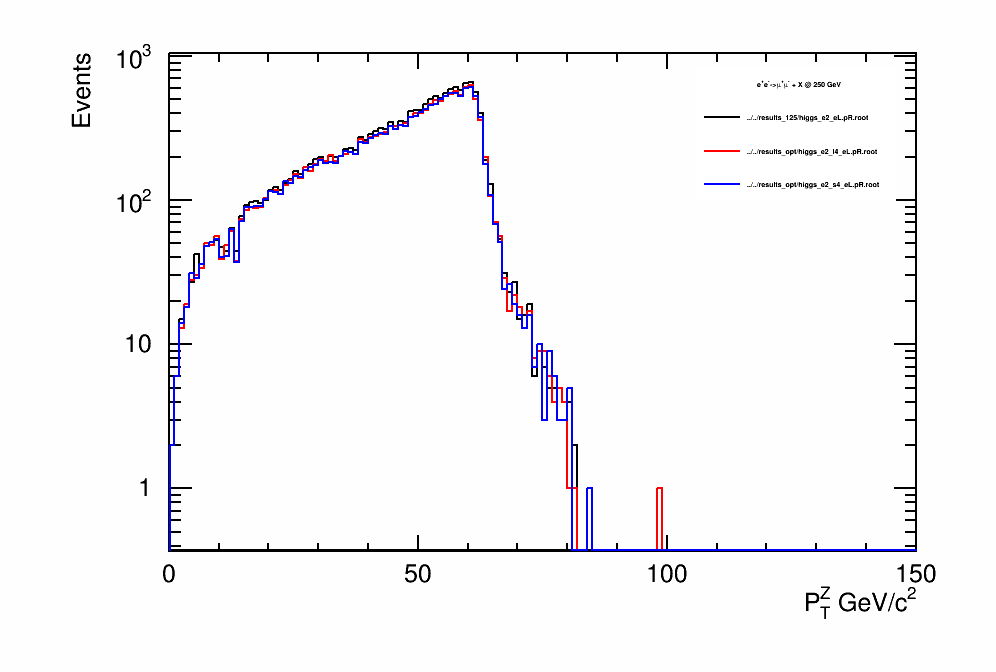 Events
10³
10²
10
1
0 50 100 150
P_T^Z GeV/c²
e⁺e⁻->μ⁺μ⁻ + X @ 250 GeV
../../results_125/higgs_e2_eL.pR.root
../../results_opt/higgs_e2_l4_eL.pR.root
../../results_opt/higgs_e2_s4_eL.pR.root